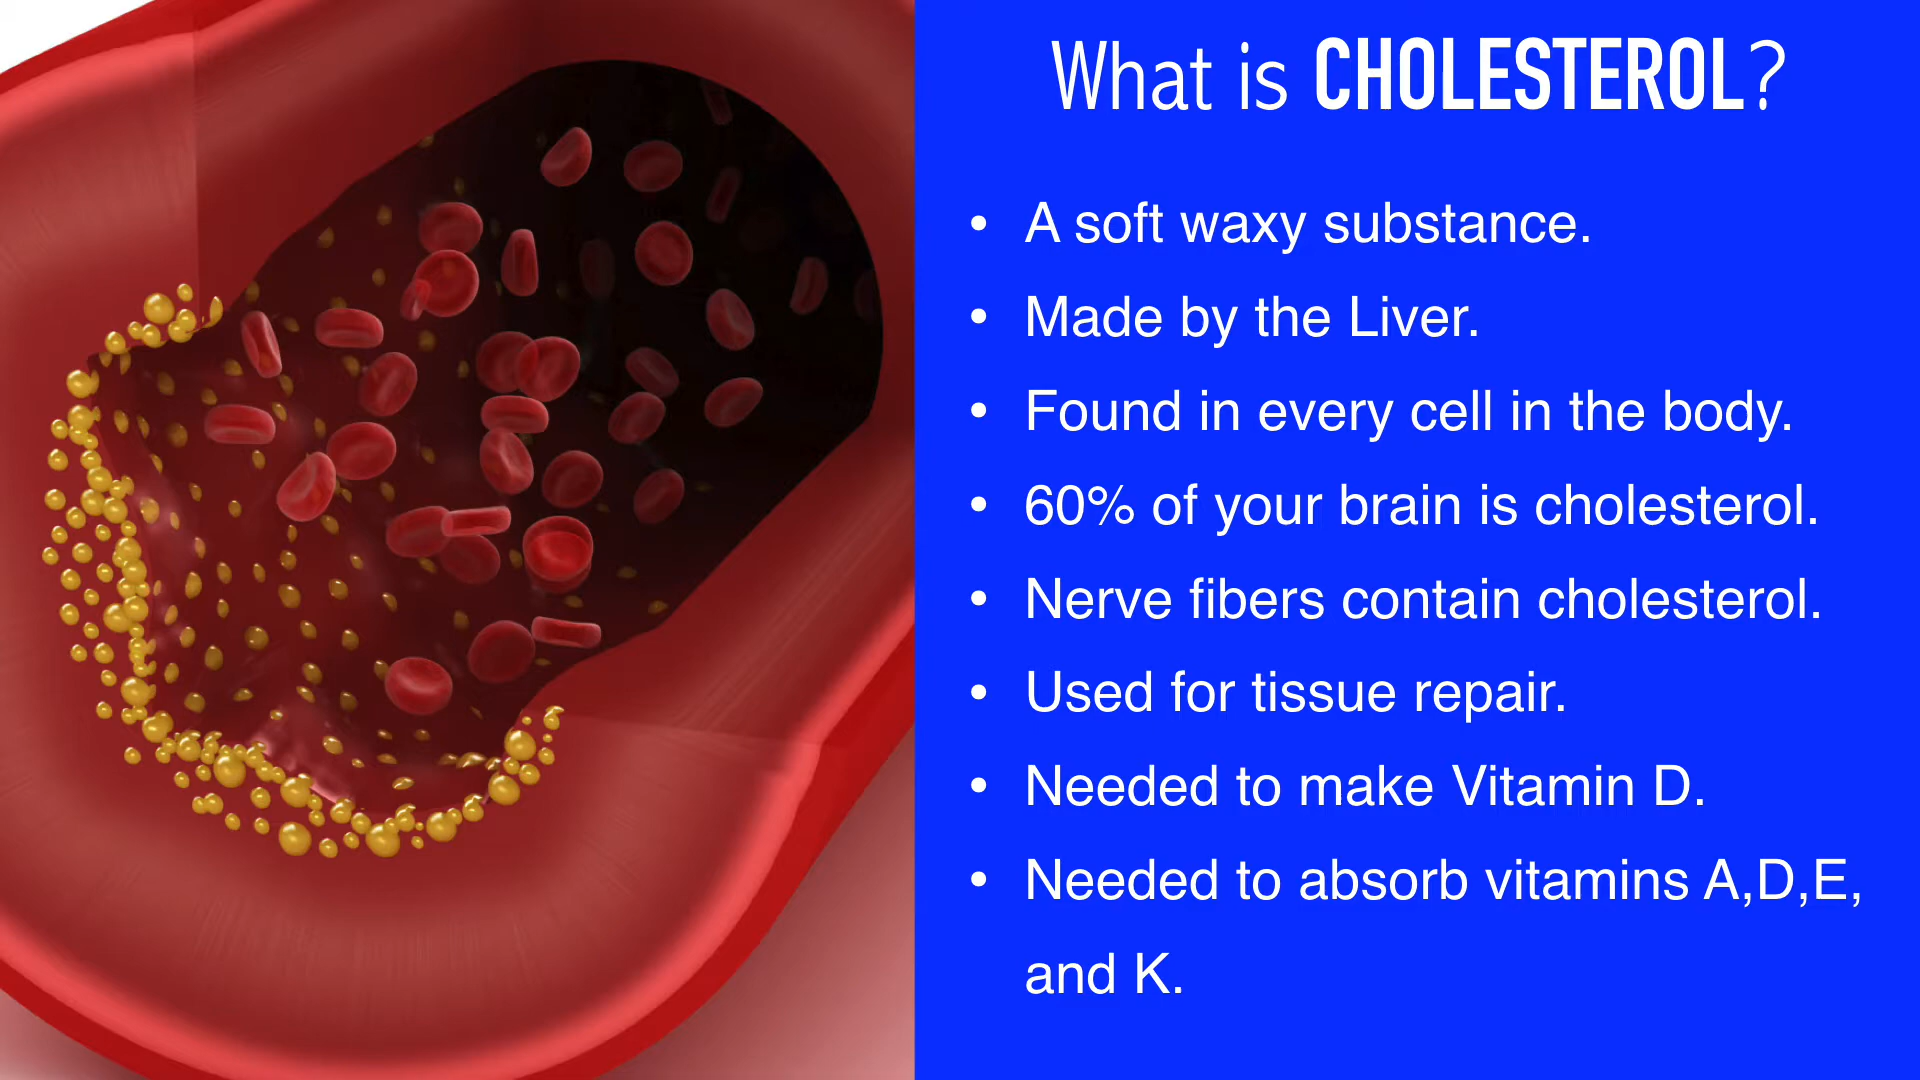 What is CHOLESTEROL?
• A soft waxy substance.
• Made by the Liver.
• Found in every cell in the body.
• 60% of your brain is cholesterol.
• Nerve fibers contain cholesterol.
• Used for tissue repair.
• Needed to make Vitamin D.
• Needed to absorb vitamins A,D,E,
and K.